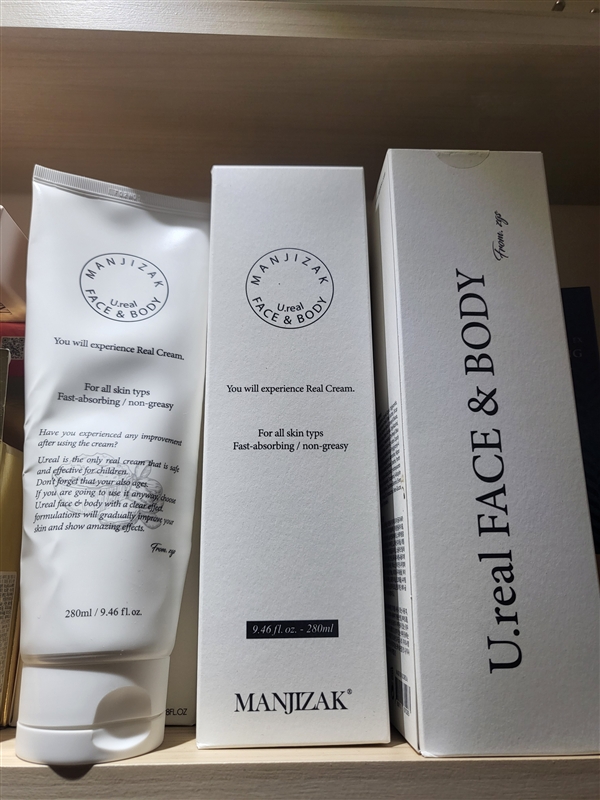 MANJIZAK
U.real
FACE & BODY
You will experience Real Cream.
For all skin typs
Fast-absorbing / non-greasy
Have you experienced any improvement
after using the cream?
U.real is the only real cream that is safe
and effective for children.
Don't forget that your also ages.
If you are going to use it anyway, choose
U.real face & body with a clear effect.
formulations will gradually improve your
skin and show amazing effects.
From. zgs
280ml / 9.46 fl. oz.
FL.OZ
MANJIZAK
U.real
FACE & BODY
You will experience Real Cream.
For all skin typs
Fast-absorbing / non-greasy
9.46 fl. oz. - 280ml
MANJIZAK®
U.real FACE & BODY
From. zgs